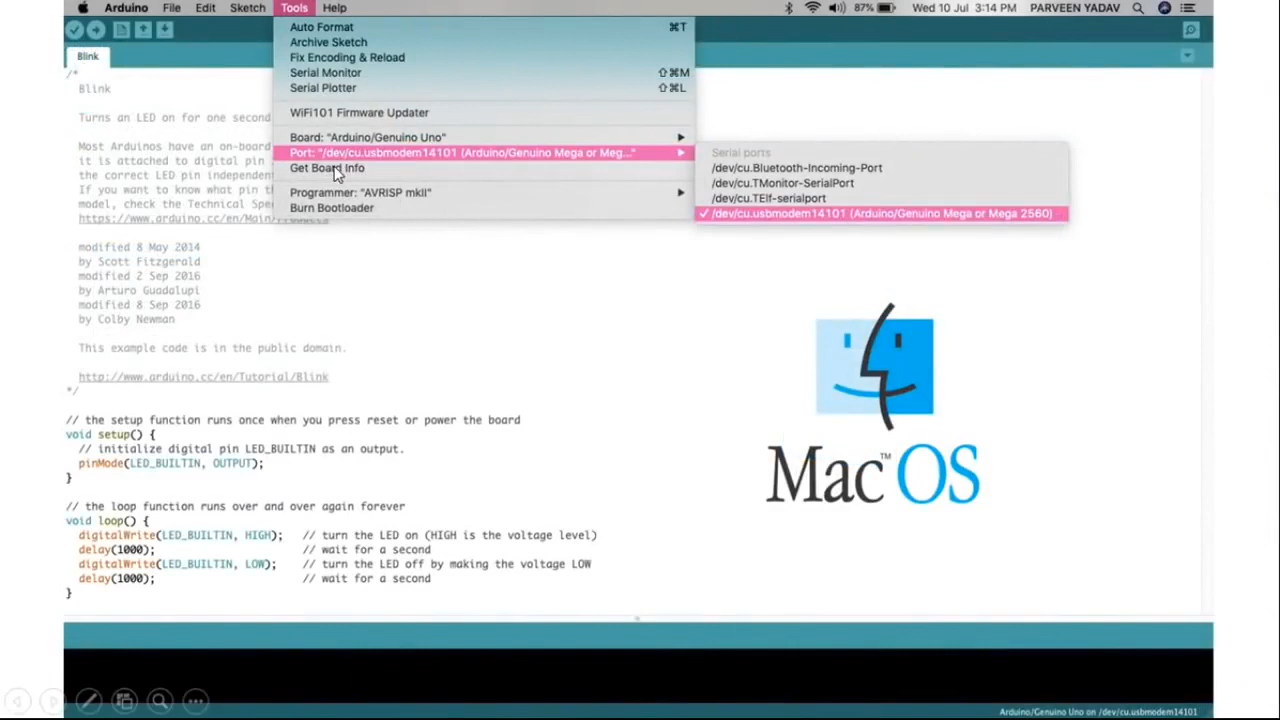 Arduino File Edit Sketch Tools Help 87% Wed 10 Jul 3:14 PM PARVEEN YADAV
Auto Format ⌘T
Archive Sketch
Fix Encoding & Reload
Serial Monitor ⇧⌘M
Serial Plotter ⇧⌘L
WiFi101 Firmware Updater
Board: "Arduino/Genuino Uno"
Port: "/dev/cu.usbmodem14101 (Arduino/Genuino Mega or Meg..."
Get Board Info
Programmer: "AVRISP mkII"
Burn Bootloader
Serial ports
/dev/cu.Bluetooth-Incoming-Port
/dev/cu.TMonitor-SerialPort
/dev/cu.TElf-serialport
✓ /dev/cu.usbmodem14101 (Arduino/Genuino Mega or Mega 2560)
Blink
/*
Blink
Turns an LED on for one second
Most Arduinos have an on-board
it is attached to digital pin
the correct LED pin independen
If you want to know what pin t
model, check the Technical Spe
https://www.arduino.cc/en/Main/Products
modified 8 May 2014
by Scott Fitzgerald
modified 2 Sep 2016
by Arturo Guadalupi
modified 8 Sep 2016
by Colby Newman
This example code is in the public domain.
http://www.arduino.cc/en/Tutorial/Blink
*/
// the setup function runs once when you press reset or power the board
void setup() {
// initialize digital pin LED_BUILTIN as an output.
pinMode(LED_BUILTIN, OUTPUT);
}
// the loop function runs over and over again forever
void loop() {
digitalWrite(LED_BUILTIN, HIGH); // turn the LED on (HIGH is the voltage level)
delay(1000); // wait for a second
digitalWrite(LED_BUILTIN, LOW); // turn the LED off by making the voltage LOW
delay(1000); // wait for a second
}
Mac™ OS
Arduino/Genuino Uno on /dev/cu.usbmodem14101